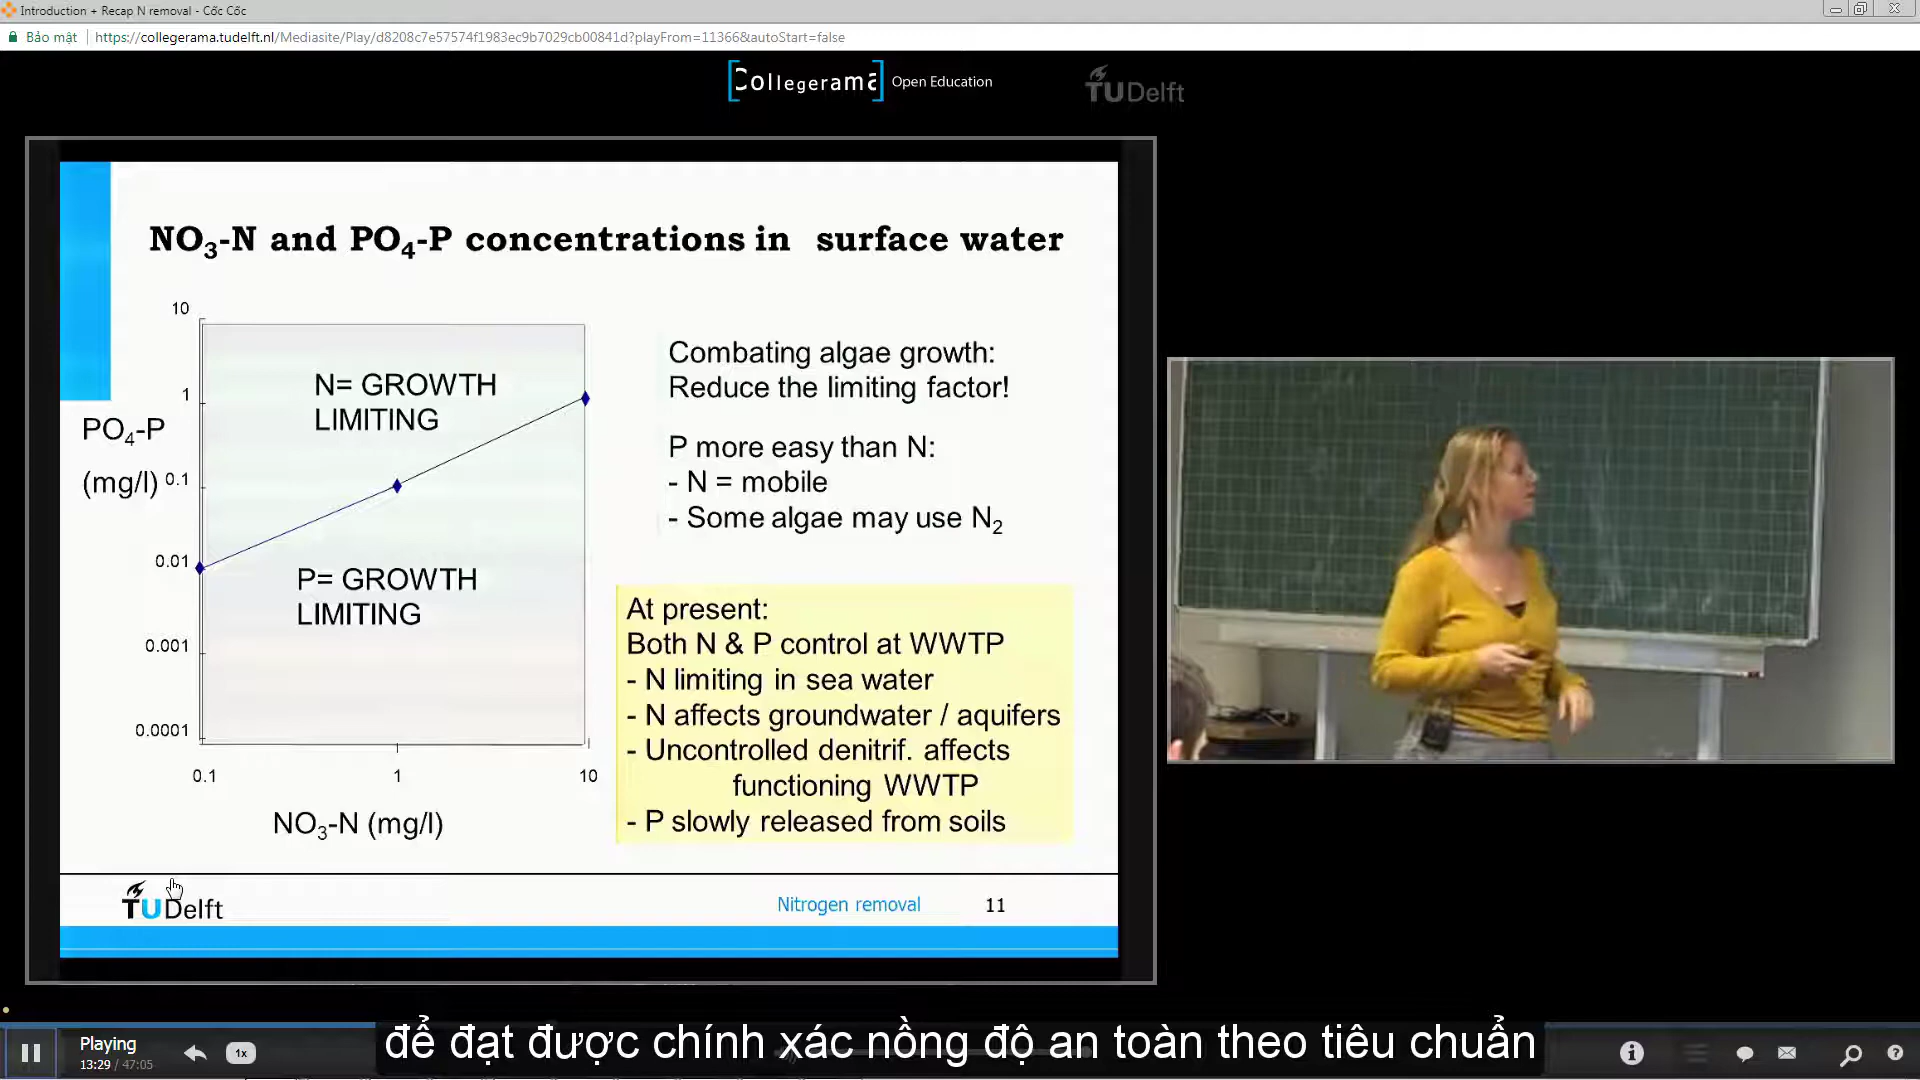 Introduction + Recap N removal - Cốc Cốc
Bảo mật
https://collegerama.tudelft.nl/Mediasite/Play/d8208c7e57574f1983ec9b7029cb00841d?playFrom=11366&autoStart=false
Collegerama Open Education
TUDelft
NO3-N and PO4-P concentrations in surface water
10
1
0.1
0.01
0.001
0.0001
PO4-P
(mg/l)
N= GROWTH
LIMITING
P= GROWTH
LIMITING
0.1 1 10
NO3-N (mg/l)
Combating algae growth:
Reduce the limiting factor!
P more easy than N:
- N = mobile
- Some algae may use N2
At present:
Both N & P control at WWTP
- N limiting in sea water
- N affects groundwater / aquifers
- Uncontrolled denitrif. affects
functioning WWTP
- P slowly released from soils
TUDelft
Nitrogen removal 11
Playing
13:29 / 47:05
1x
để đạt được chính xác nồng độ an toàn theo tiêu chuẩn